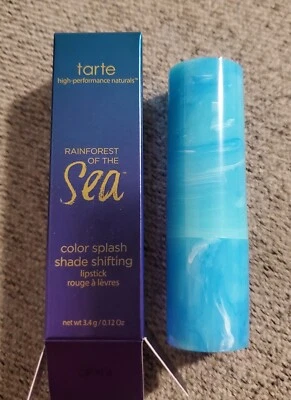 tarte
high-performance naturals™
RAINFOREST
OF THE
Sea™
color splash
shade shifting
lipstick
rouge à lèvres
net wt 3.4 g / 0.12 Oz